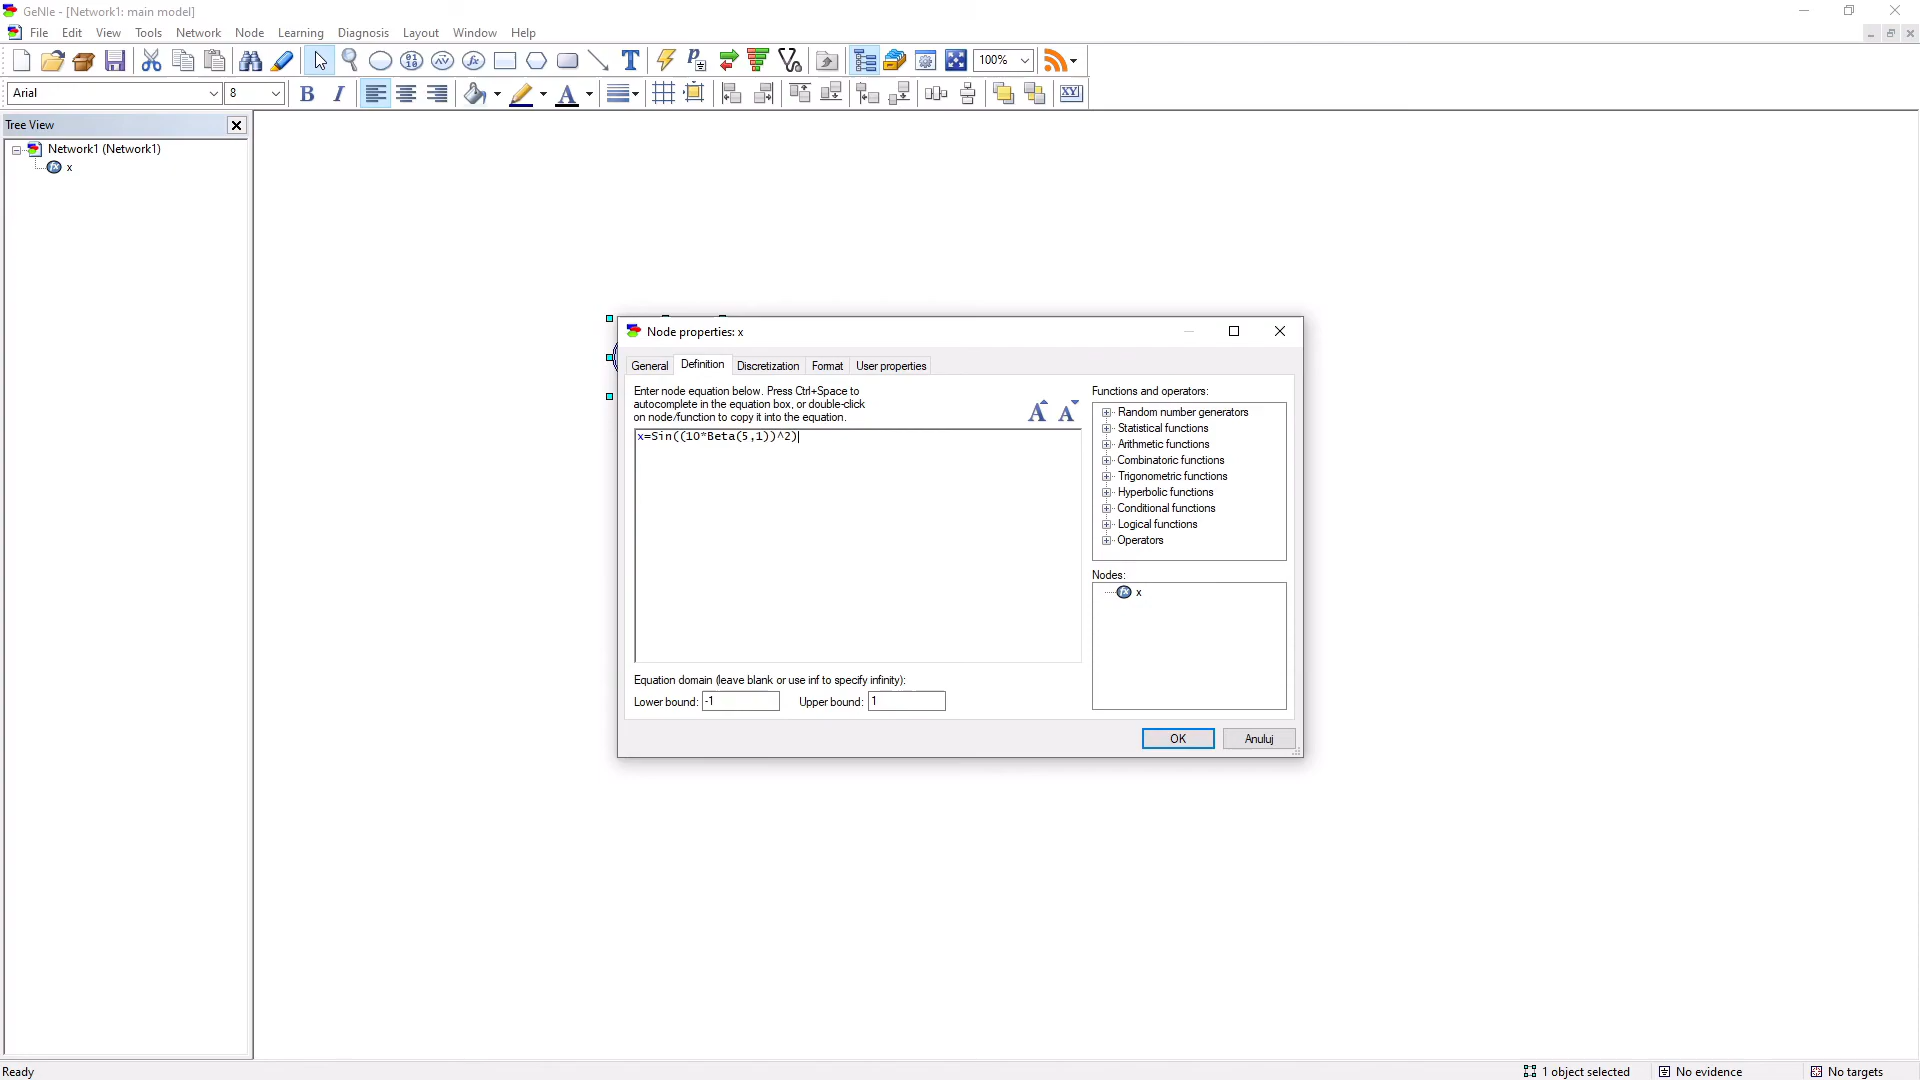 GeNIe - [Network1: main model]
File Edit View Tools Network Node Learning Diagnosis Layout Window Help
100%
Arial 8 B I A XY
Tree View
Network1 (Network1)
x
Node properties: x
General Definition Discretization Format User properties
Enter node equation below. Press Ctrl+Space to
autocomplete in the equation box, or double-click
on node/function to copy it into the equation.
A A
x=Sin((10*Beta(5,1))^2)
Functions and operators:
Random number generators
Statistical functions
Arithmetic functions
Combinatoric functions
Trigonometric functions
Hyperbolic functions
Conditional functions
Logical functions
Operators
Nodes:
x
Equation domain (leave blank or use inf to specify infinity):
Lower bound: -1 Upper bound: 1
OK Anuluj
Ready 1 object selected No evidence No targets